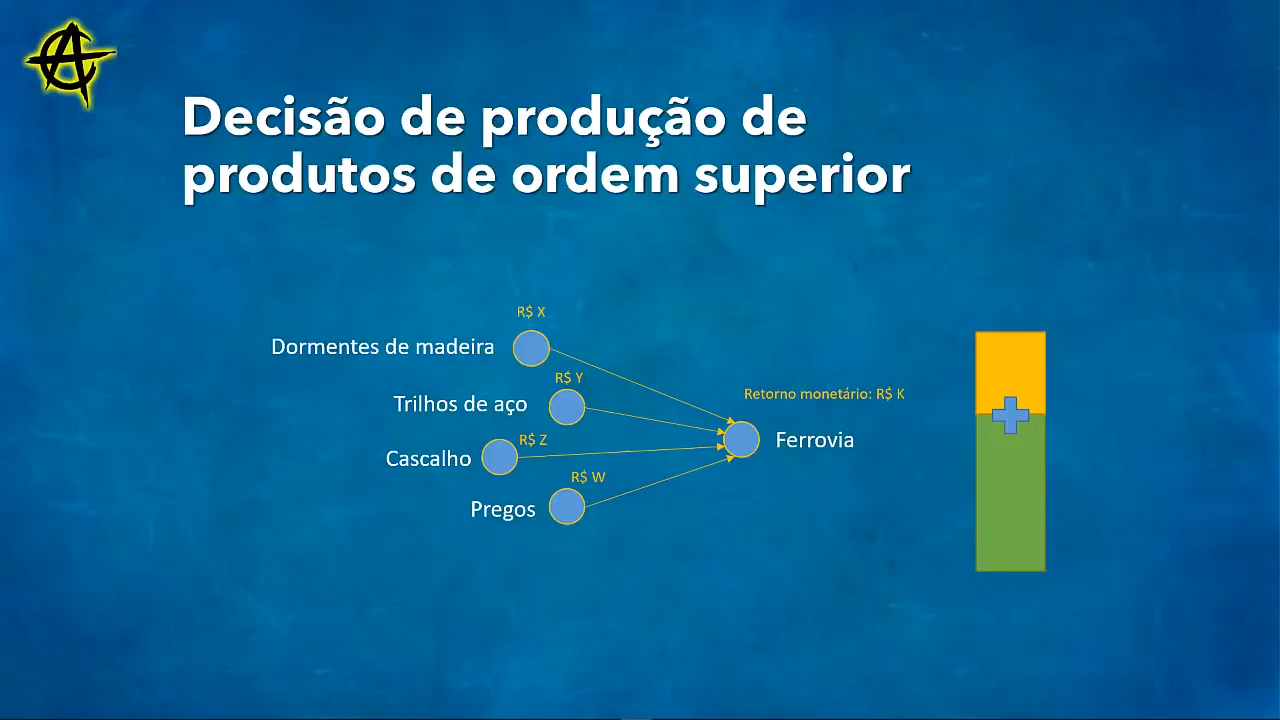 Decisão de produção de
produtos de ordem superior
R$ X
Dormentes de madeira
R$ Y
Trilhos de aço
Retorno monetário: R$ K
R$ Z
Ferrovia
Cascalho
R$ W
Pregos